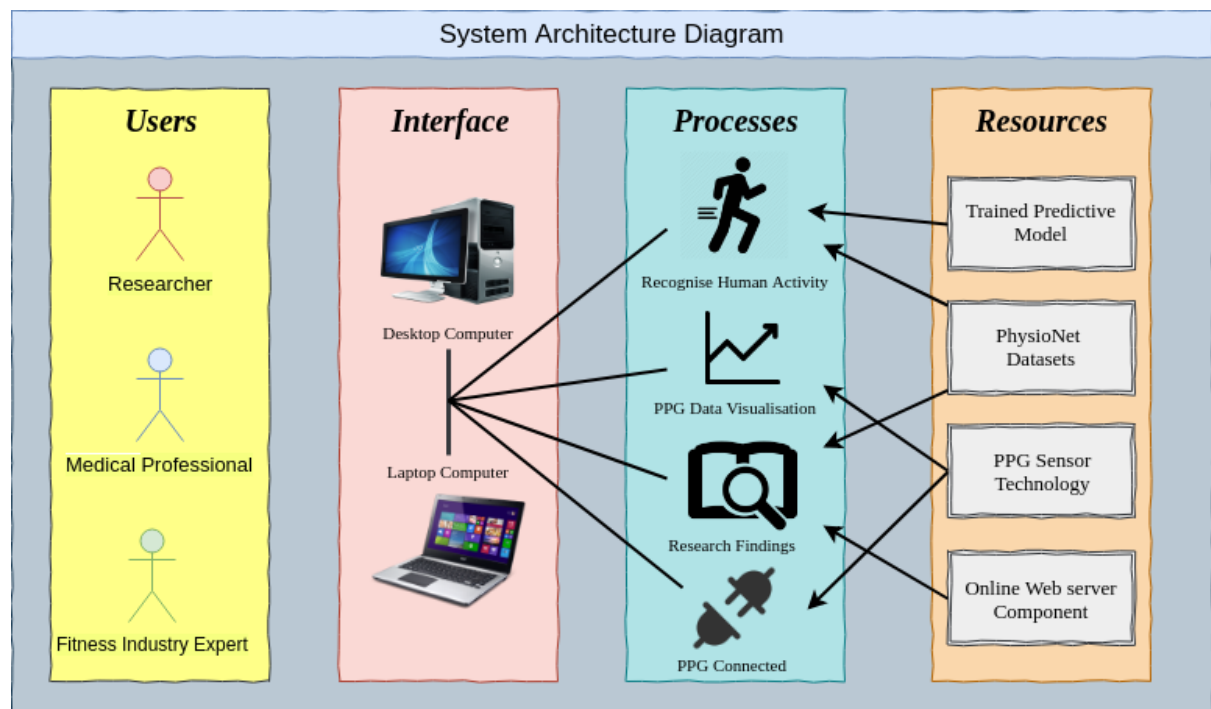 System Architecture Diagram
Users
Researcher
Medical Professional
Fitness Industry Expert
Interface
Desktop Computer
Laptop Computer
Processes
Recognise Human Activity
PPG Data Visualisation
Research Findings
PPG Connected
Resources
Trained Predictive
Model
PhysioNet
Datasets
PPG Sensor
Technology
Online Web server
Component